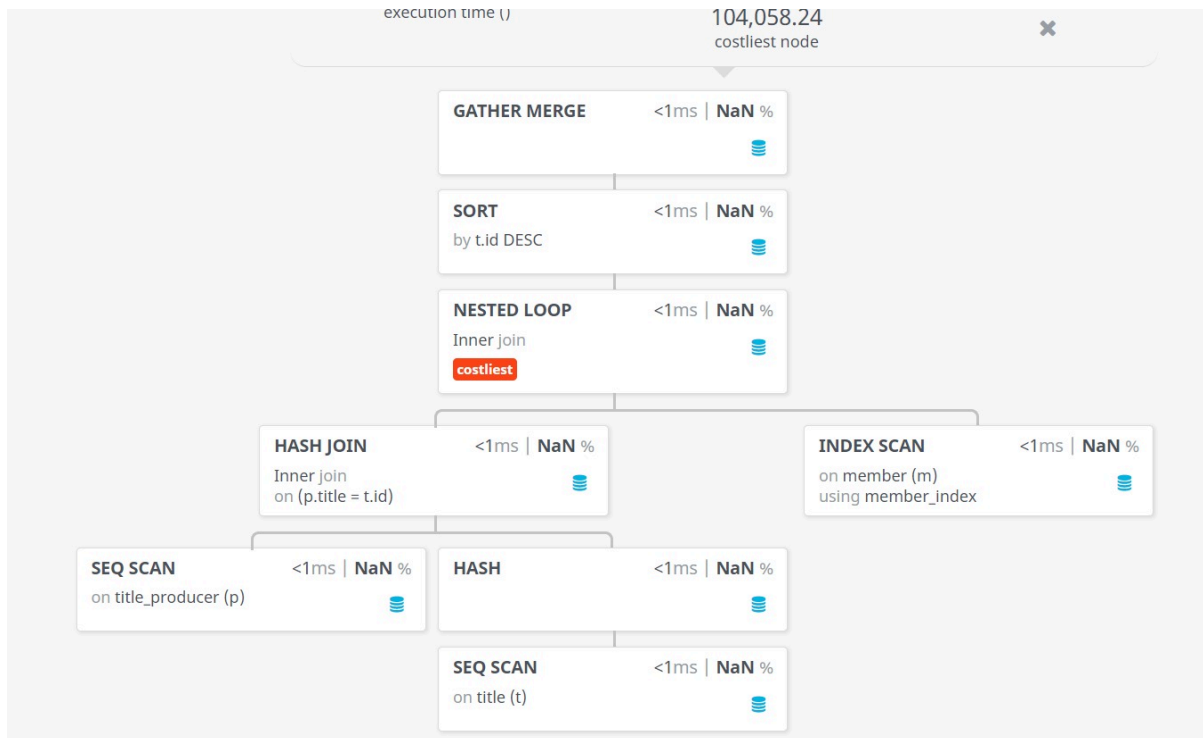 execution time ()
104,058.24
costliest node
GATHER MERGE <1ms | NaN %
SORT <1ms | NaN %
by t.id DESC
NESTED LOOP <1ms | NaN %
Inner join
costliest
HASH JOIN <1ms | NaN %
Inner join
on (p.title = t.id)
INDEX SCAN <1ms | NaN %
on member (m)
using member_index
SEQ SCAN <1ms | NaN %
on title_producer (p)
HASH <1ms | NaN %
SEQ SCAN <1ms | NaN %
on title (t)